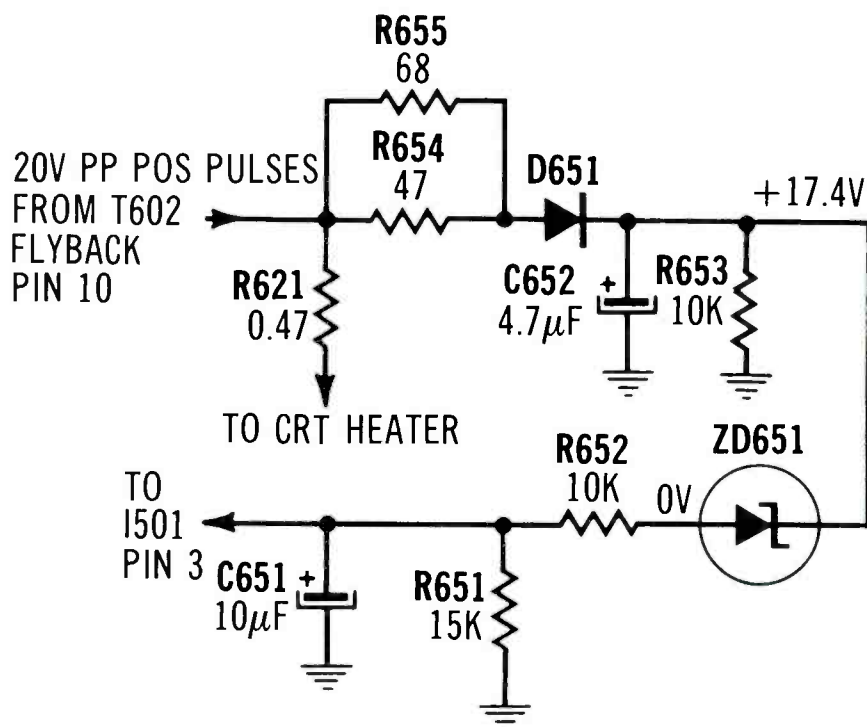 R655
68
R654
47
20V PP POS PULSES
FROM T602
FLYBACK
PIN 10
D651
+17.4V
R621
0.47
C652
4.7µF
+
R653
10K
TO CRT HEATER
ZD651
R652
10K
0V
TO
I501
PIN 3
C651
10µF
+
R651
15K